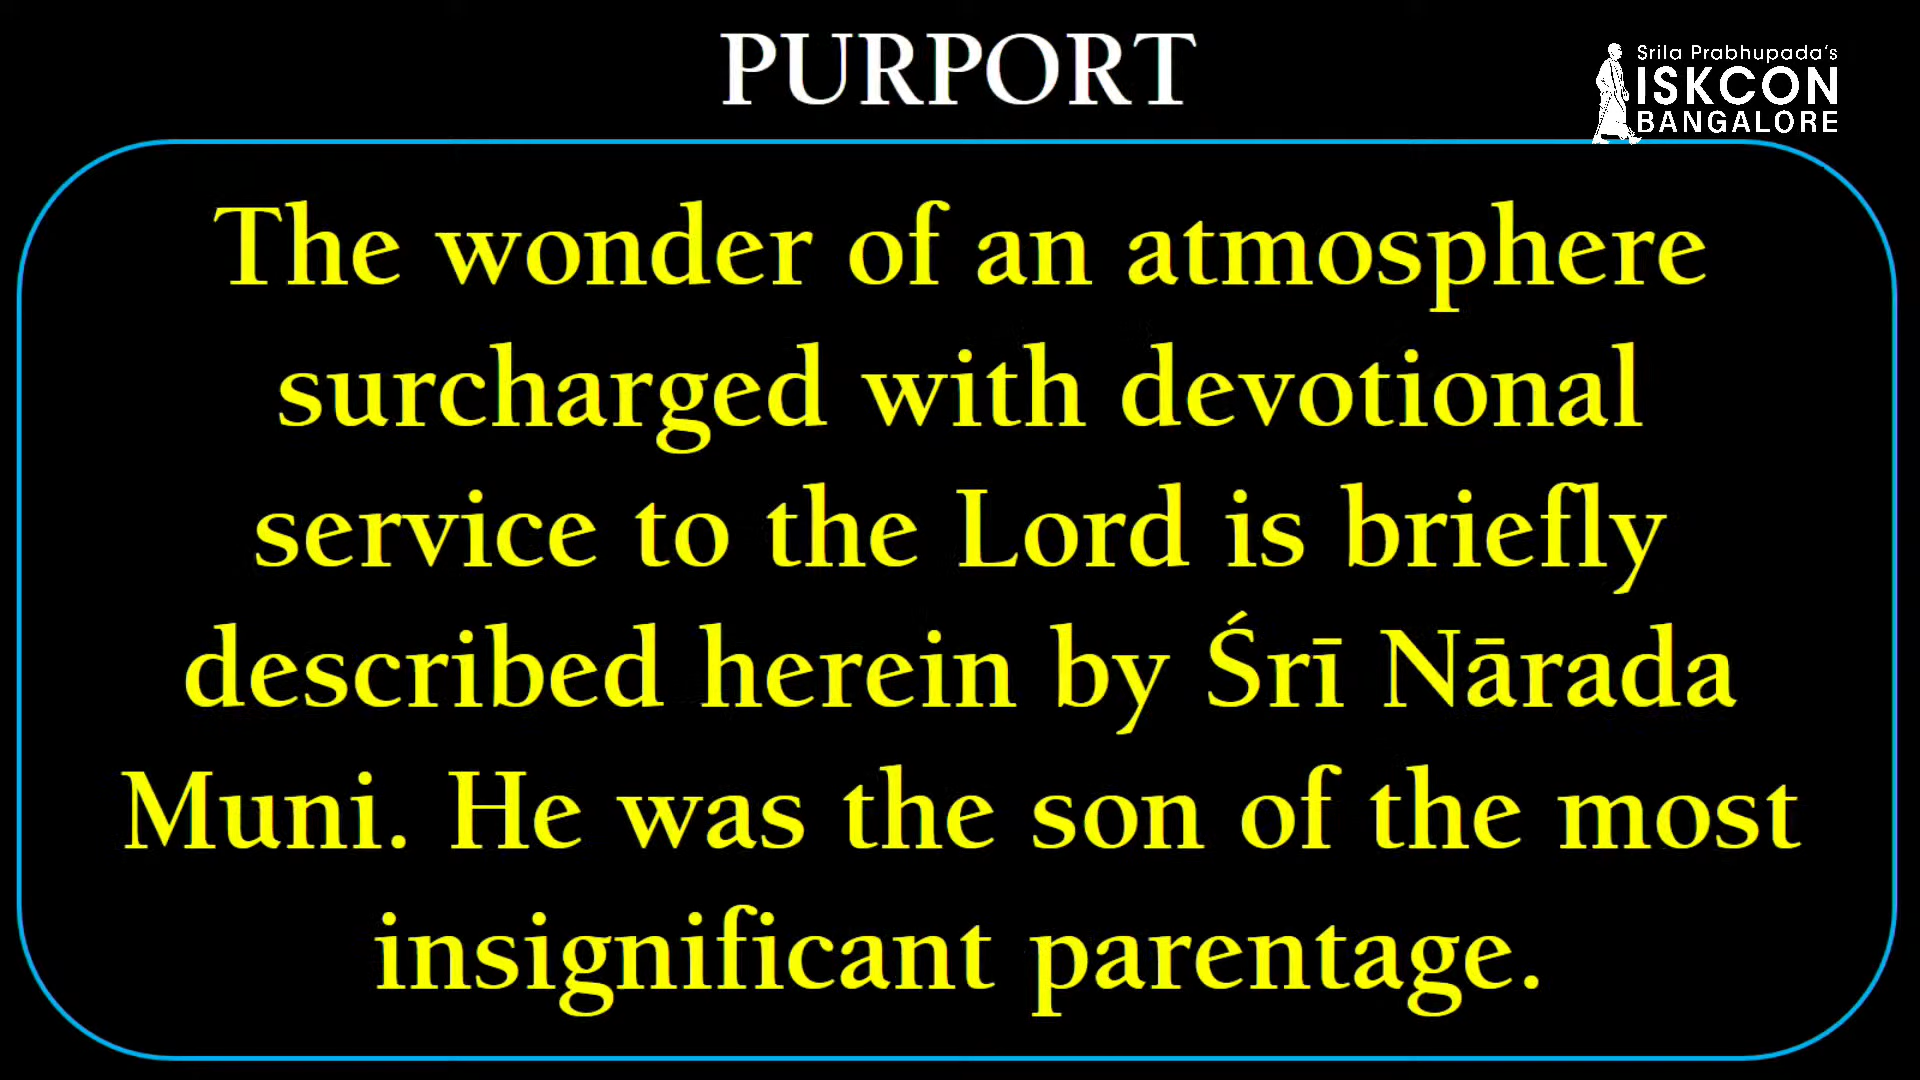 PURPORT
Srila Prabhupada's
ISKCON
BANGALORE
The wonder of an atmosphere
surcharged with devotional
service to the Lord is briefly
described herein by Śrī Nārada
Muni. He was the son of the most
insignificant parentage.